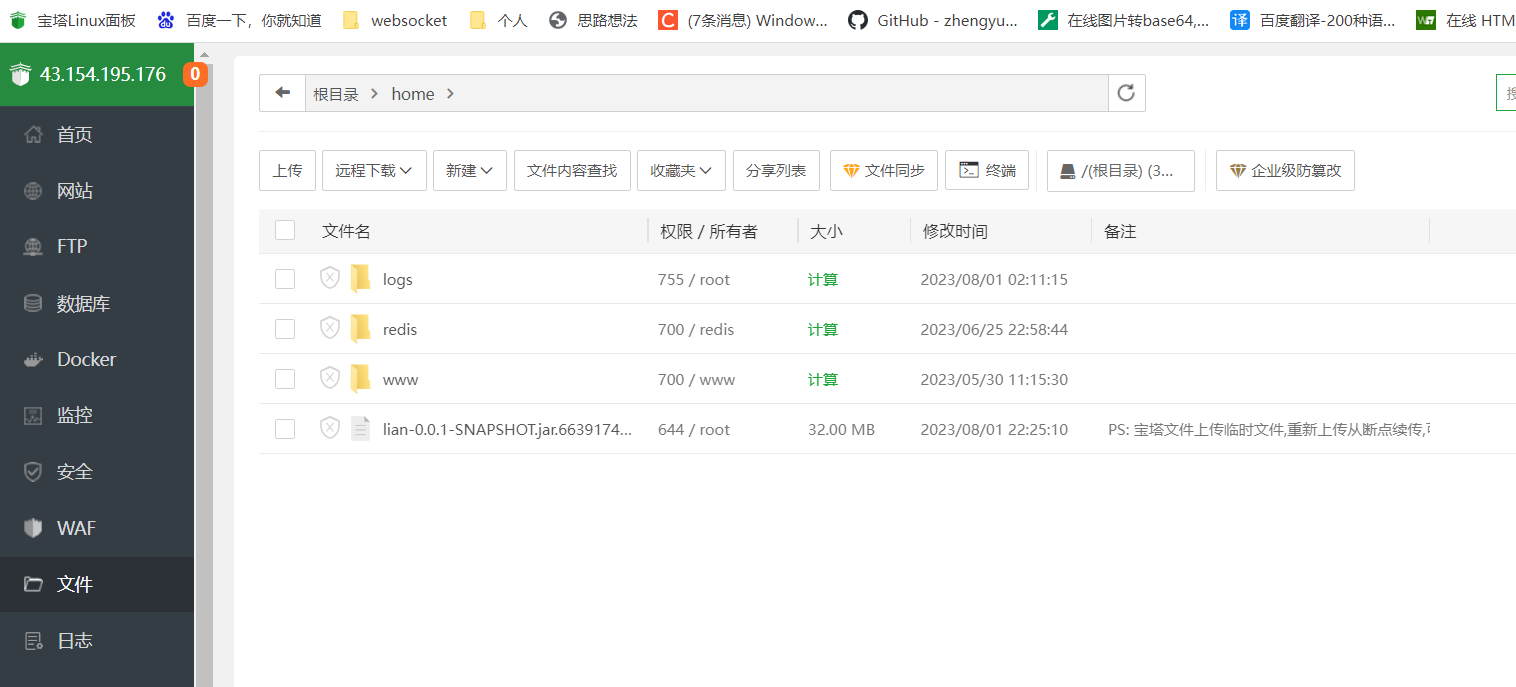 宝塔Linux面板 百度一下，你就知道 websocket 个人 思路想法 (7条消息) Window... GitHub - zhengyu... 在线图片转base64,... 百度翻译-200种语... 在线 HTM
43.154.195.176 0
根目录 home
首页
上传 远程下载 新建 文件内容查找 收藏夹 分享列表 文件同步 终端 /(根目录) (3... 企业级防篡改
网站
文件名 权限 / 所有者 大小 修改时间 备注
FTP
logs 755 / root 计算 2023/08/01 02:11:15
数据库
redis 700 / redis 计算 2023/06/25 22:58:44
Docker
www 700 / www 计算 2023/05/30 11:15:30
监控
lian-0.0.1-SNAPSHOT.jar.6639174... 644 / root 32.00 MB 2023/08/01 22:25:10 PS: 宝塔文件上传临时文件,重新上传从断点续传,
安全
WAF
文件
日志